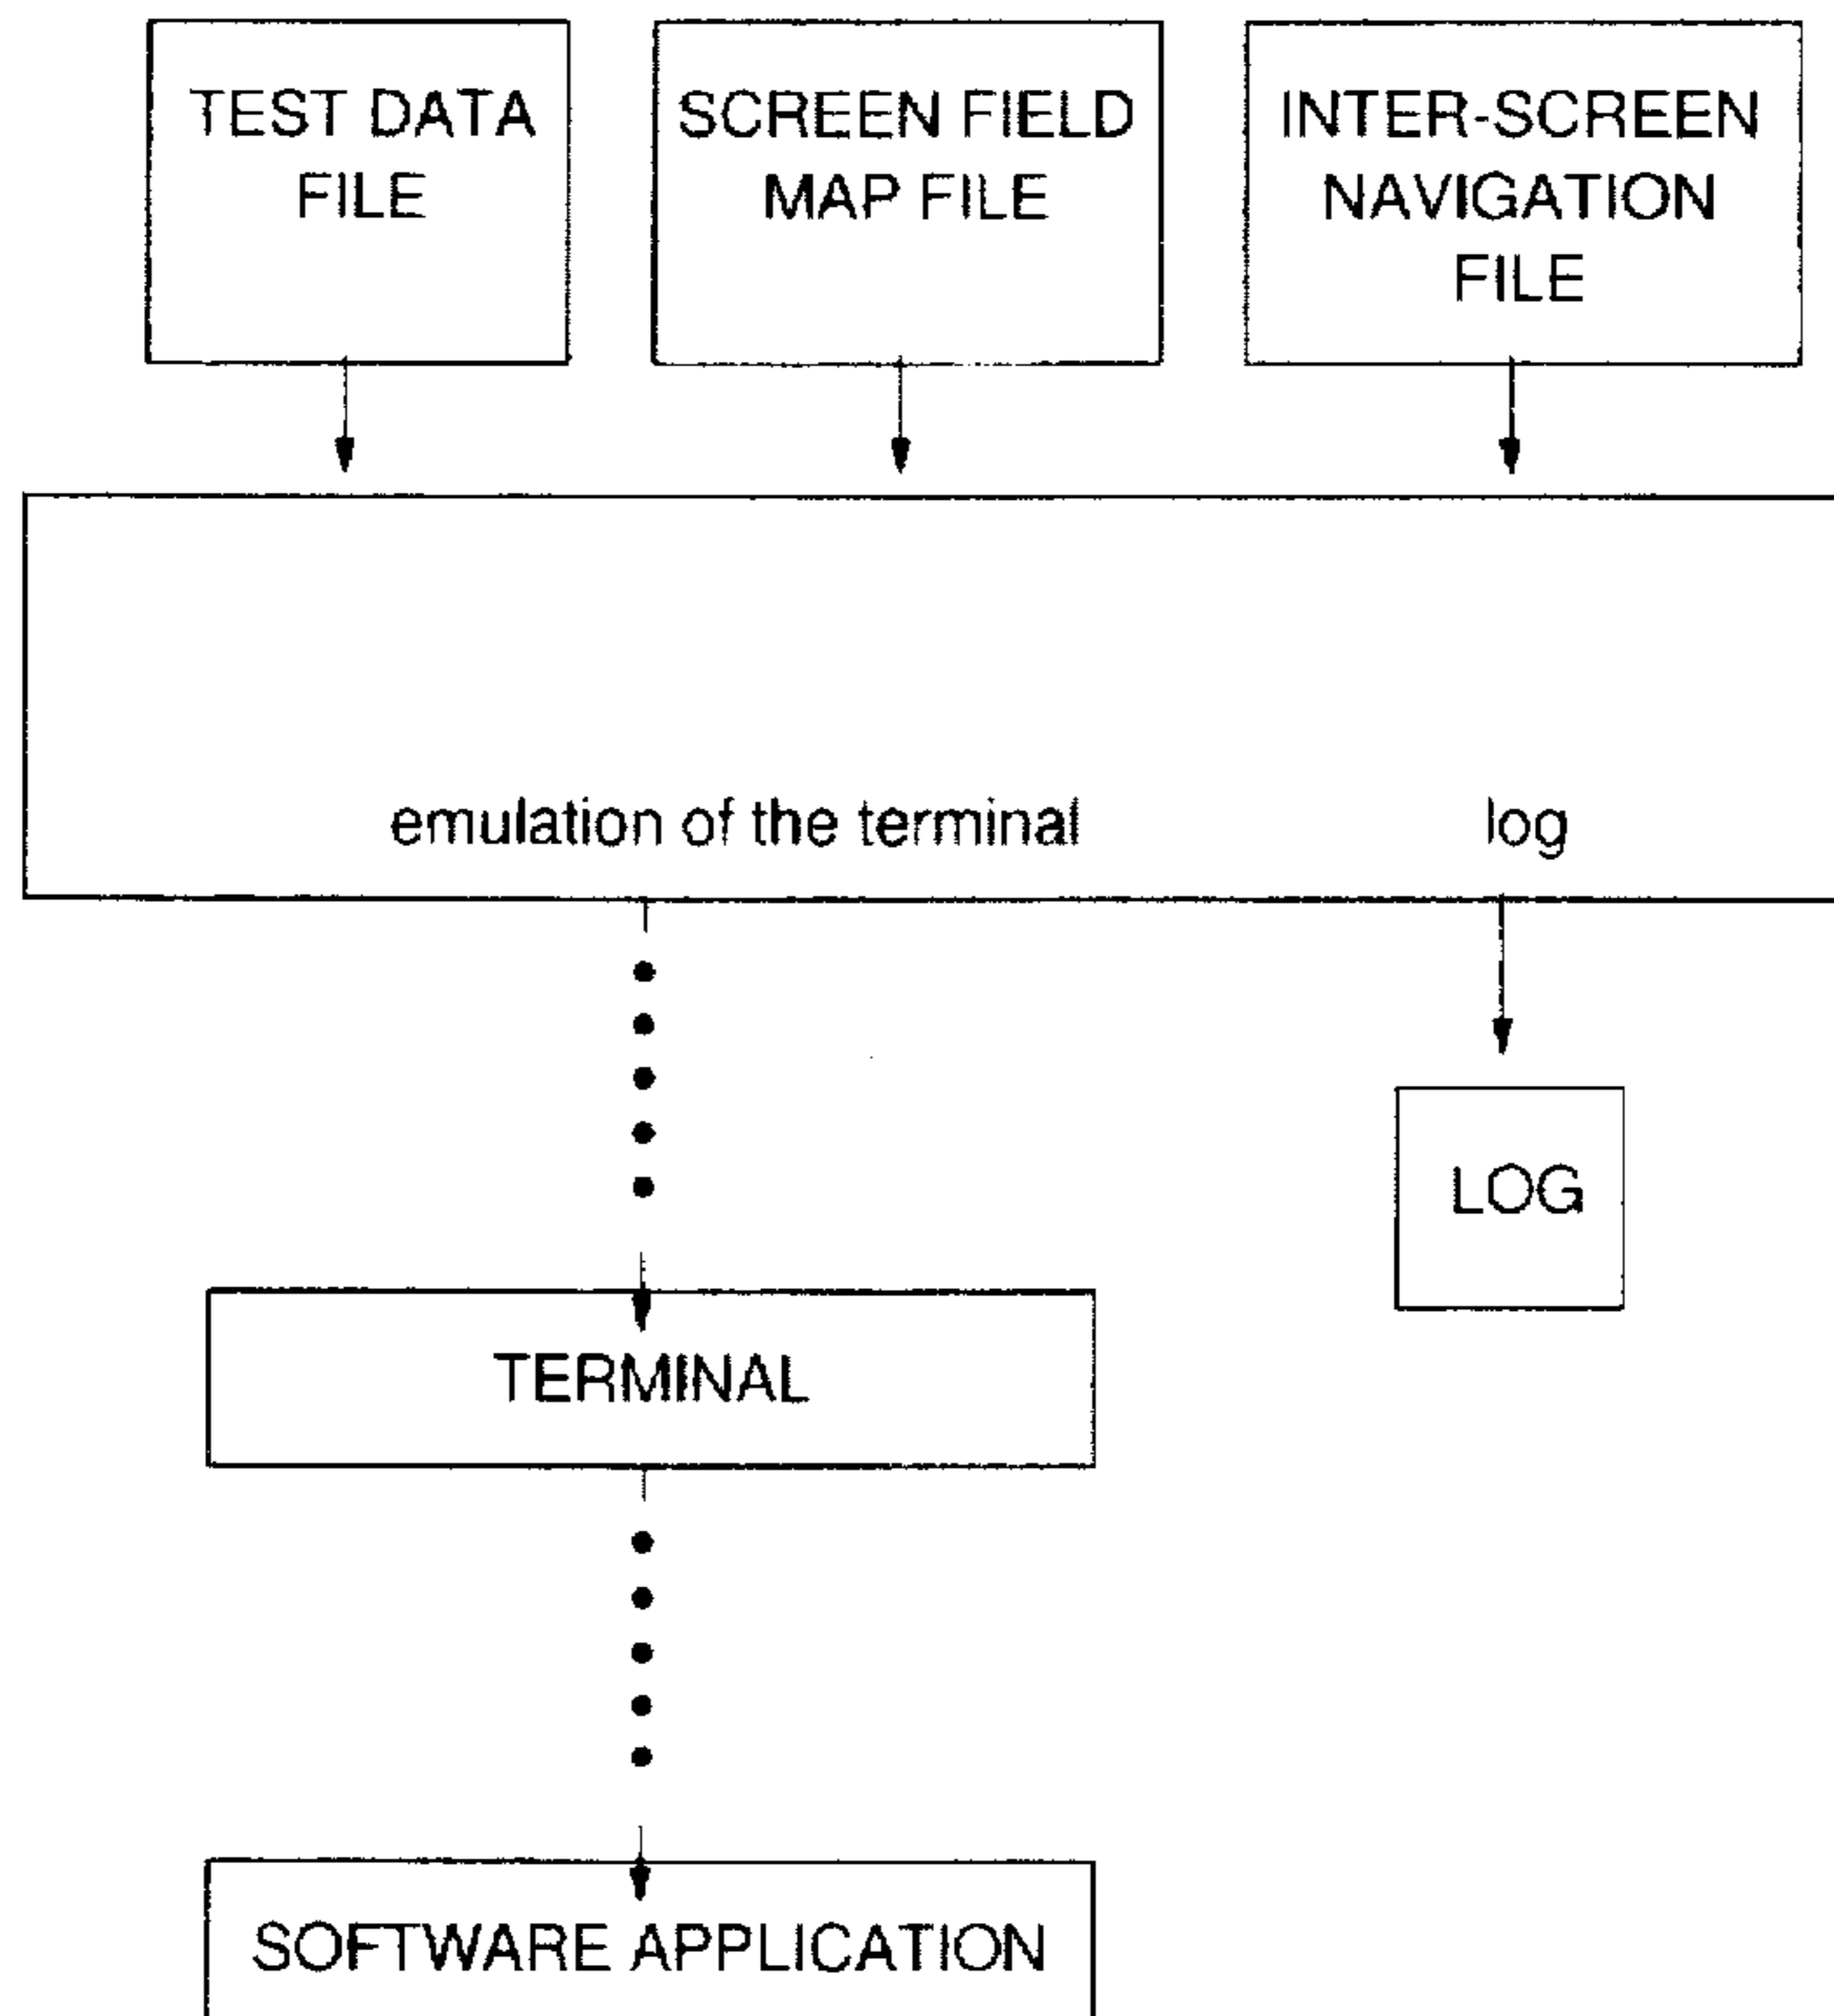 TEST DATA
FILE
SCREEN FIELD
MAP FILE
INTER-SCREEN
NAVIGATION
FILE
emulation of the terminal
log
LOG
TERMINAL
SOFTWARE APPLICATION